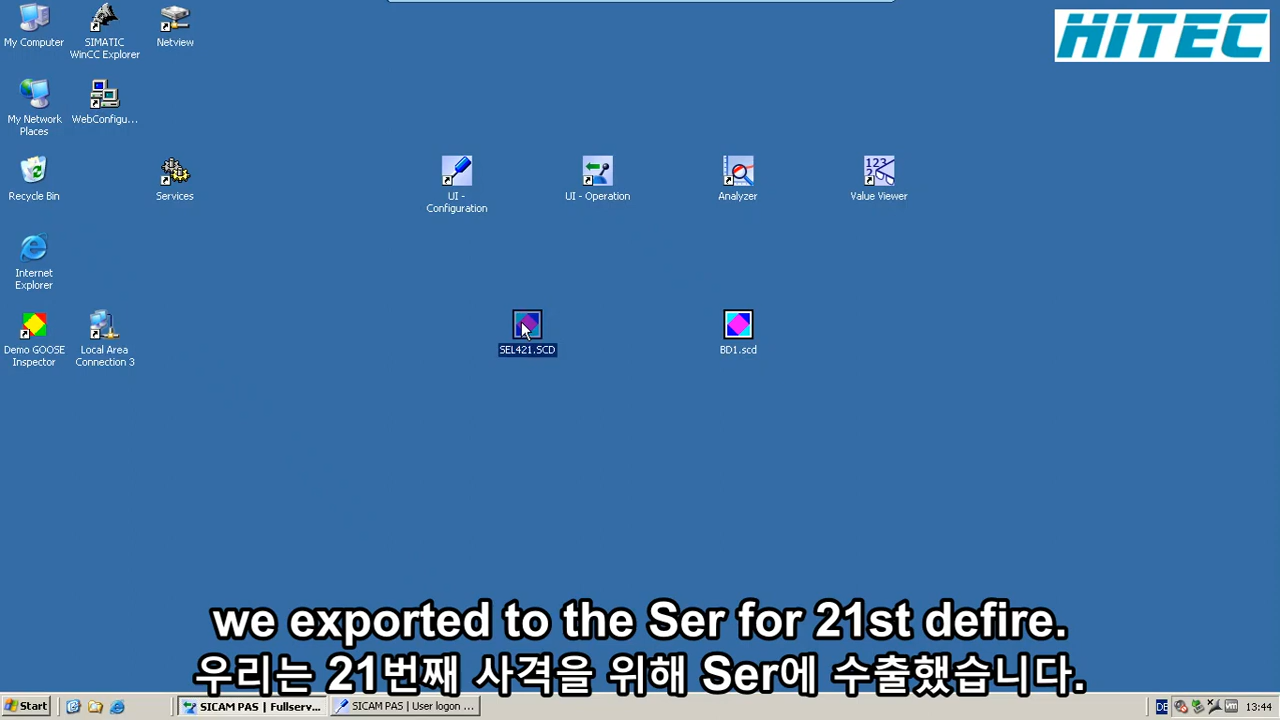 HITEC
My Computer
SIMATIC
WinCC Explorer
Netview
My Network
Places
WebConfigu...
Recycle Bin
Services
UI -
Configuration
UI - Operation
Analyzer
123
Value Viewer
Internet
Explorer
Demo GOOSE
Inspector
Local Area
Connection 3
SEL421.SCD
BD1.scd
we exported to the Ser for 21st defire.
우리는 21번째 사격을 위해 Ser에 수출했습니다.
Start
SICAM PAS | Fullserv...
SICAM PAS | User logon ...
DE
13:44